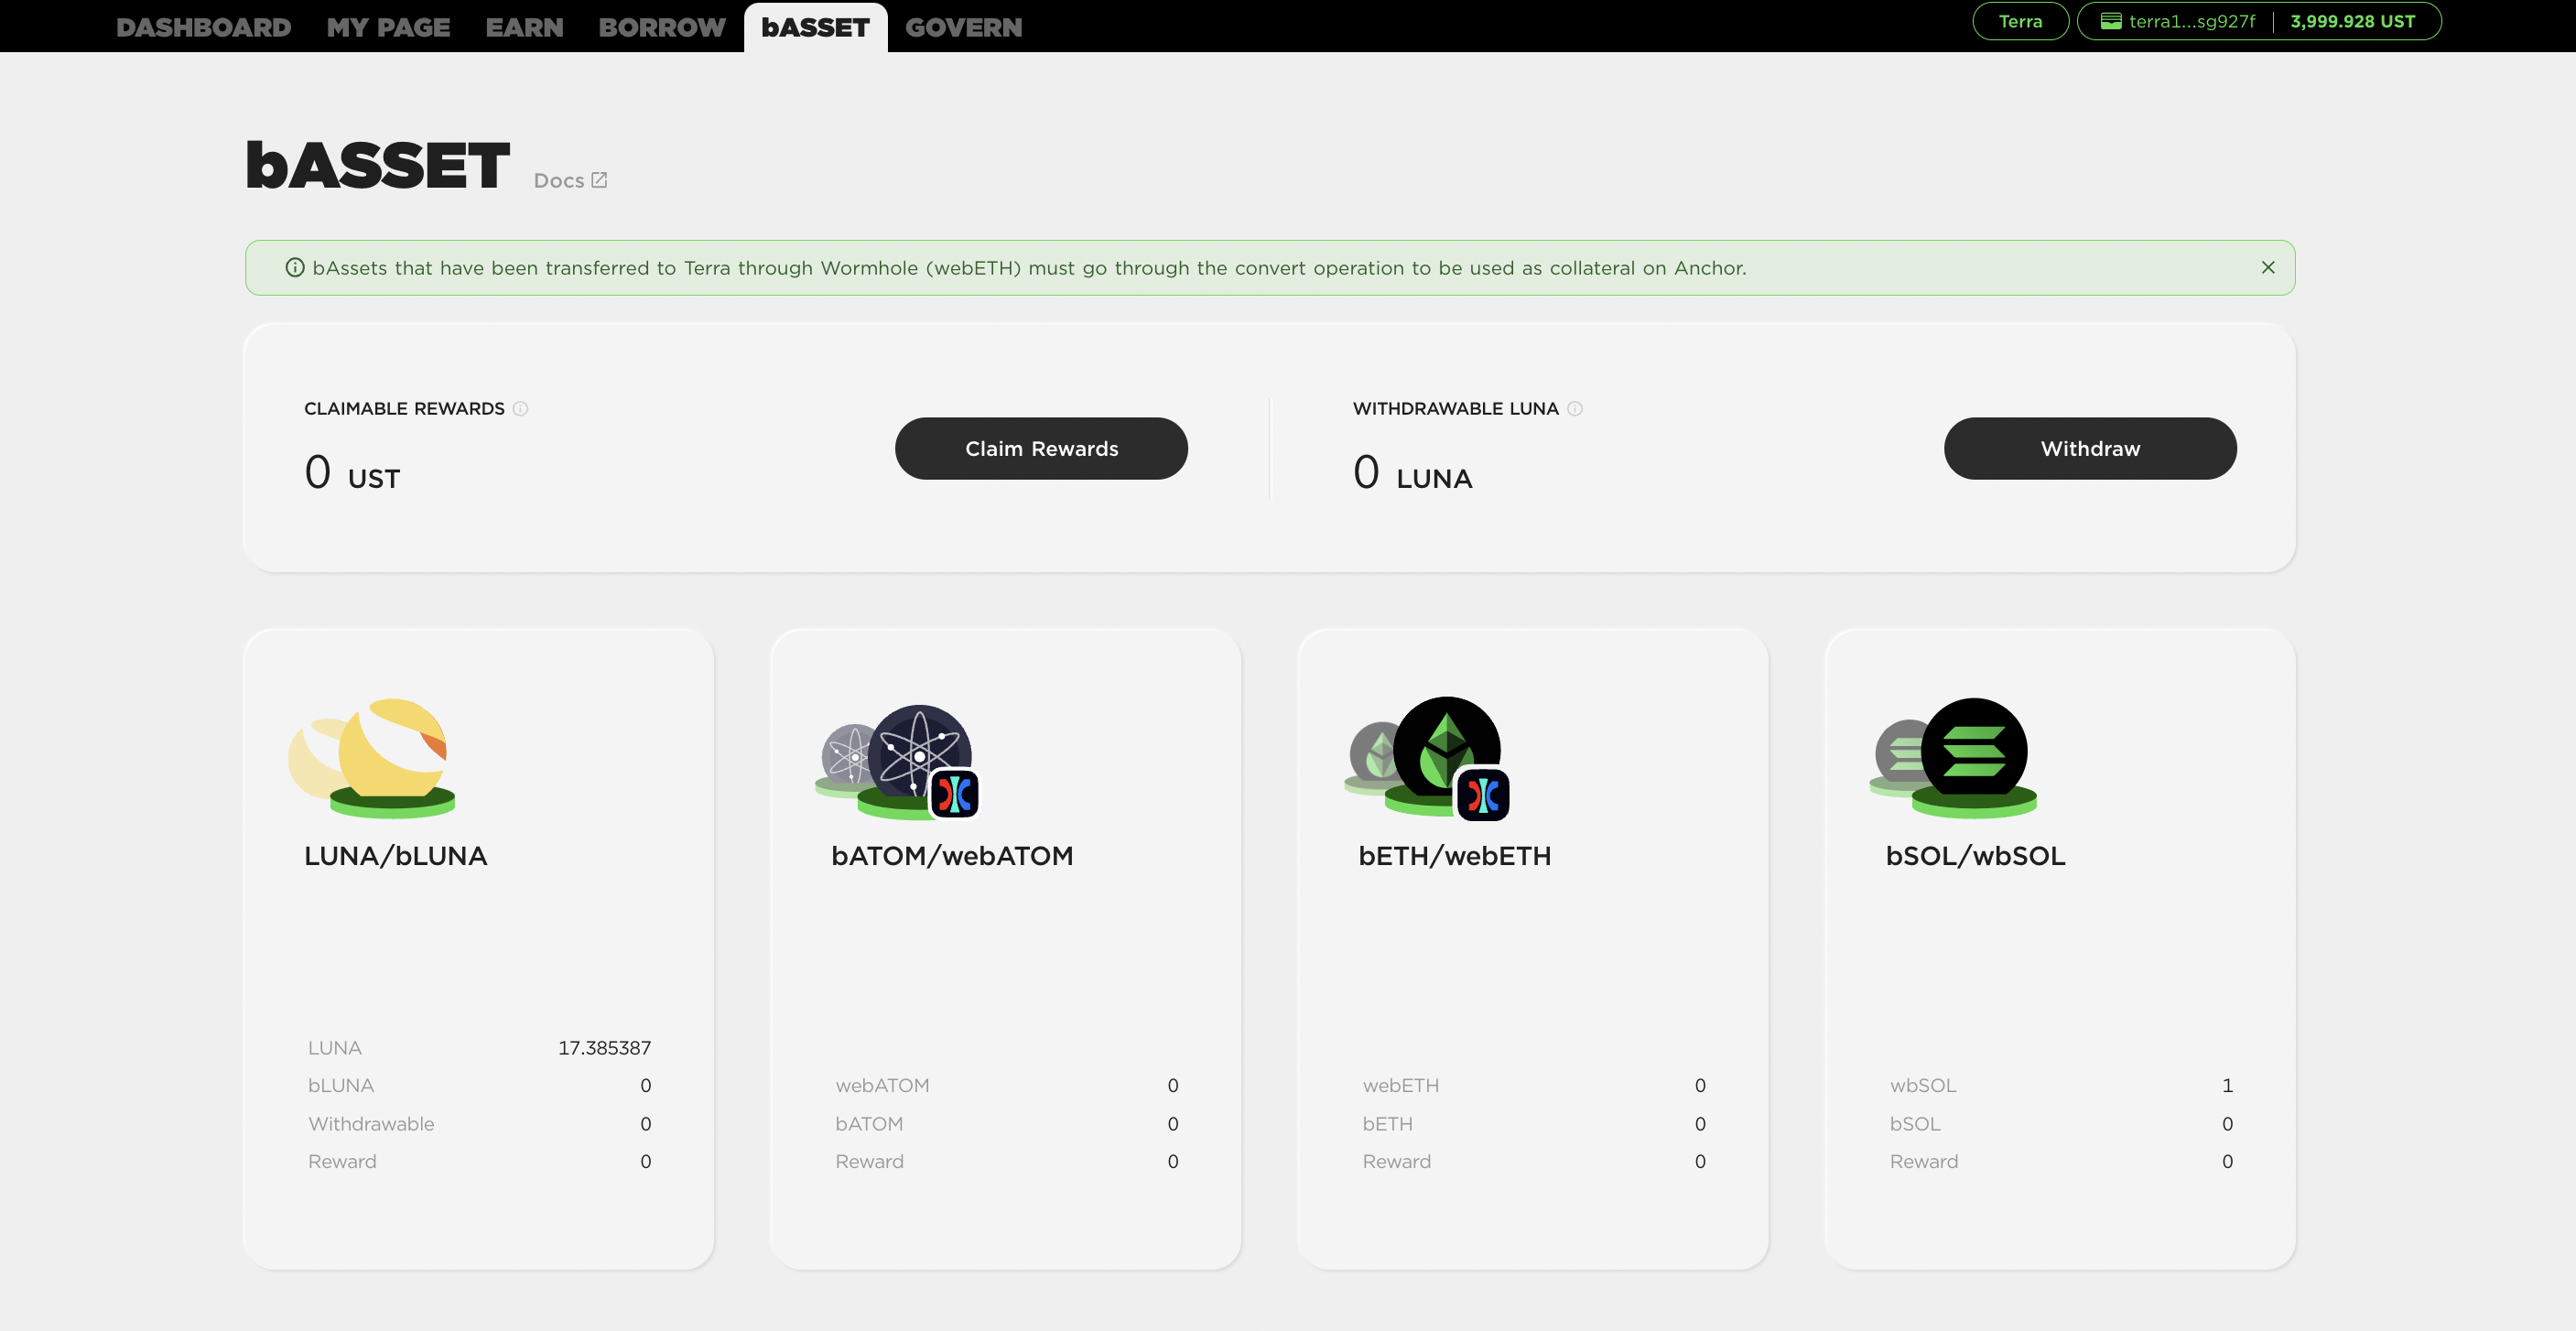 DASHBOARD MY PAGE EARN BORROW bASSET GOVERN Terra terra1...sg927f 3,999.928 UST
bASSET Docs
bAssets that have been transferred to Terra through Wormhole (webETH) must go through the convert operation to be used as collateral on Anchor.
CLAIMABLE REWARDS
0 UST
Claim Rewards
WITHDRAWABLE LUNA
0 LUNA
Withdraw
LUNA/bLUNA
LUNA 17.385387
bLUNA 0
Withdrawable 0
Reward 0
bATOM/webATOM
webATOM 0
bATOM 0
Reward 0
bETH/webETH
webETH 0
bETH 0
Reward 0
bSOL/wbSOL
wbSOL 1
bSOL 0
Reward 0